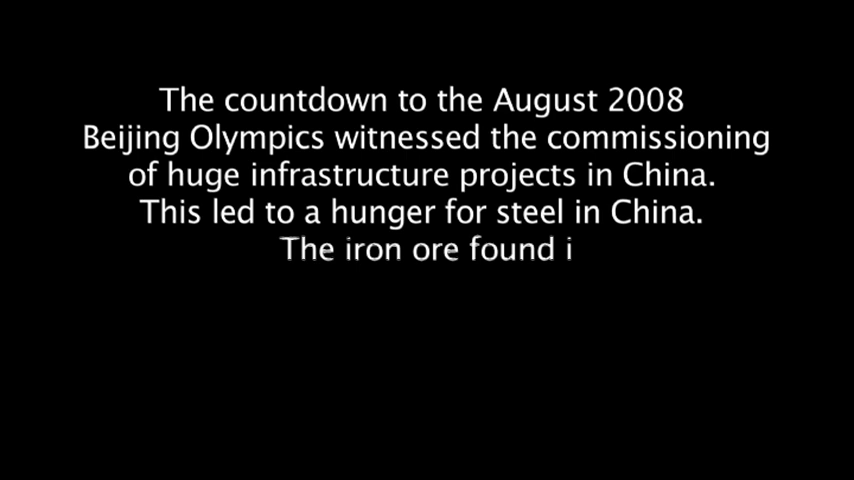 The countdown to the August 2008
Beijing Olympics witnessed the commissioning
of huge infrastructure projects in China.
This led to a hunger for steel in China.
The iron ore found i